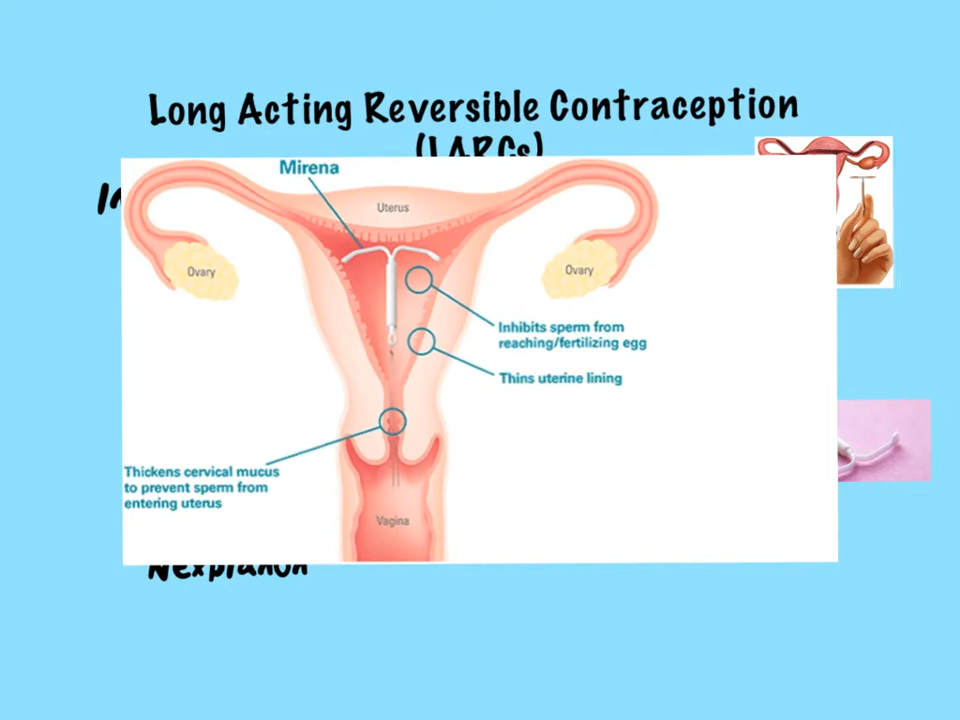 Long Acting Reversible Contraception
(LARCs)
Mirena
Uterus
Ovary
Ovary
Inhibits sperm from
reaching/fertilizing egg
Thins uterine lining
Thickens cervical mucus
to prevent sperm from
entering uterus
Vagina
Nexplanon